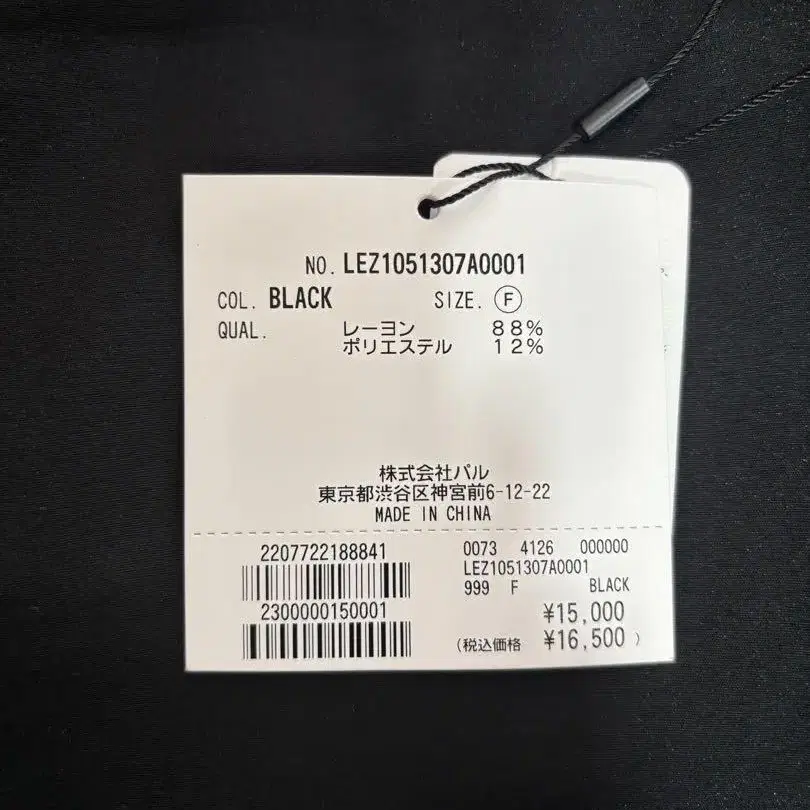 NO. LEZ1051307A0001
COL. BLACK SIZE. Ⓕ
QUAL. レーヨン 88%
ポリエステル 12%
株式会社パル
東京都渋谷区神宮前6-12-22
MADE IN CHINA
2207722188841
2300000150001
0073 4126 000000
LEZ1051307A0001
999 F BLACK
¥15,000
(税込価格 ¥16,500)